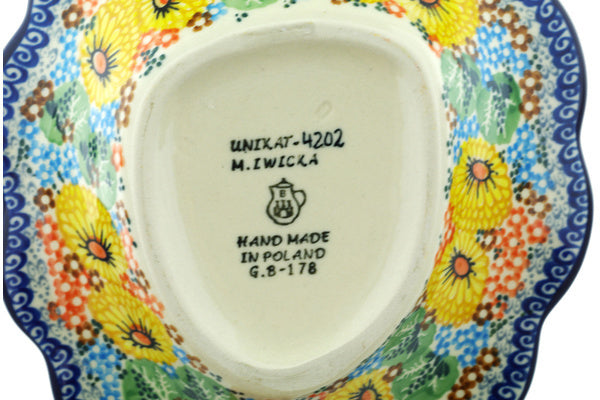 UNIKAT-4202
M.IWICKA
B
HAND MADE
IN POLAND
G.B-178